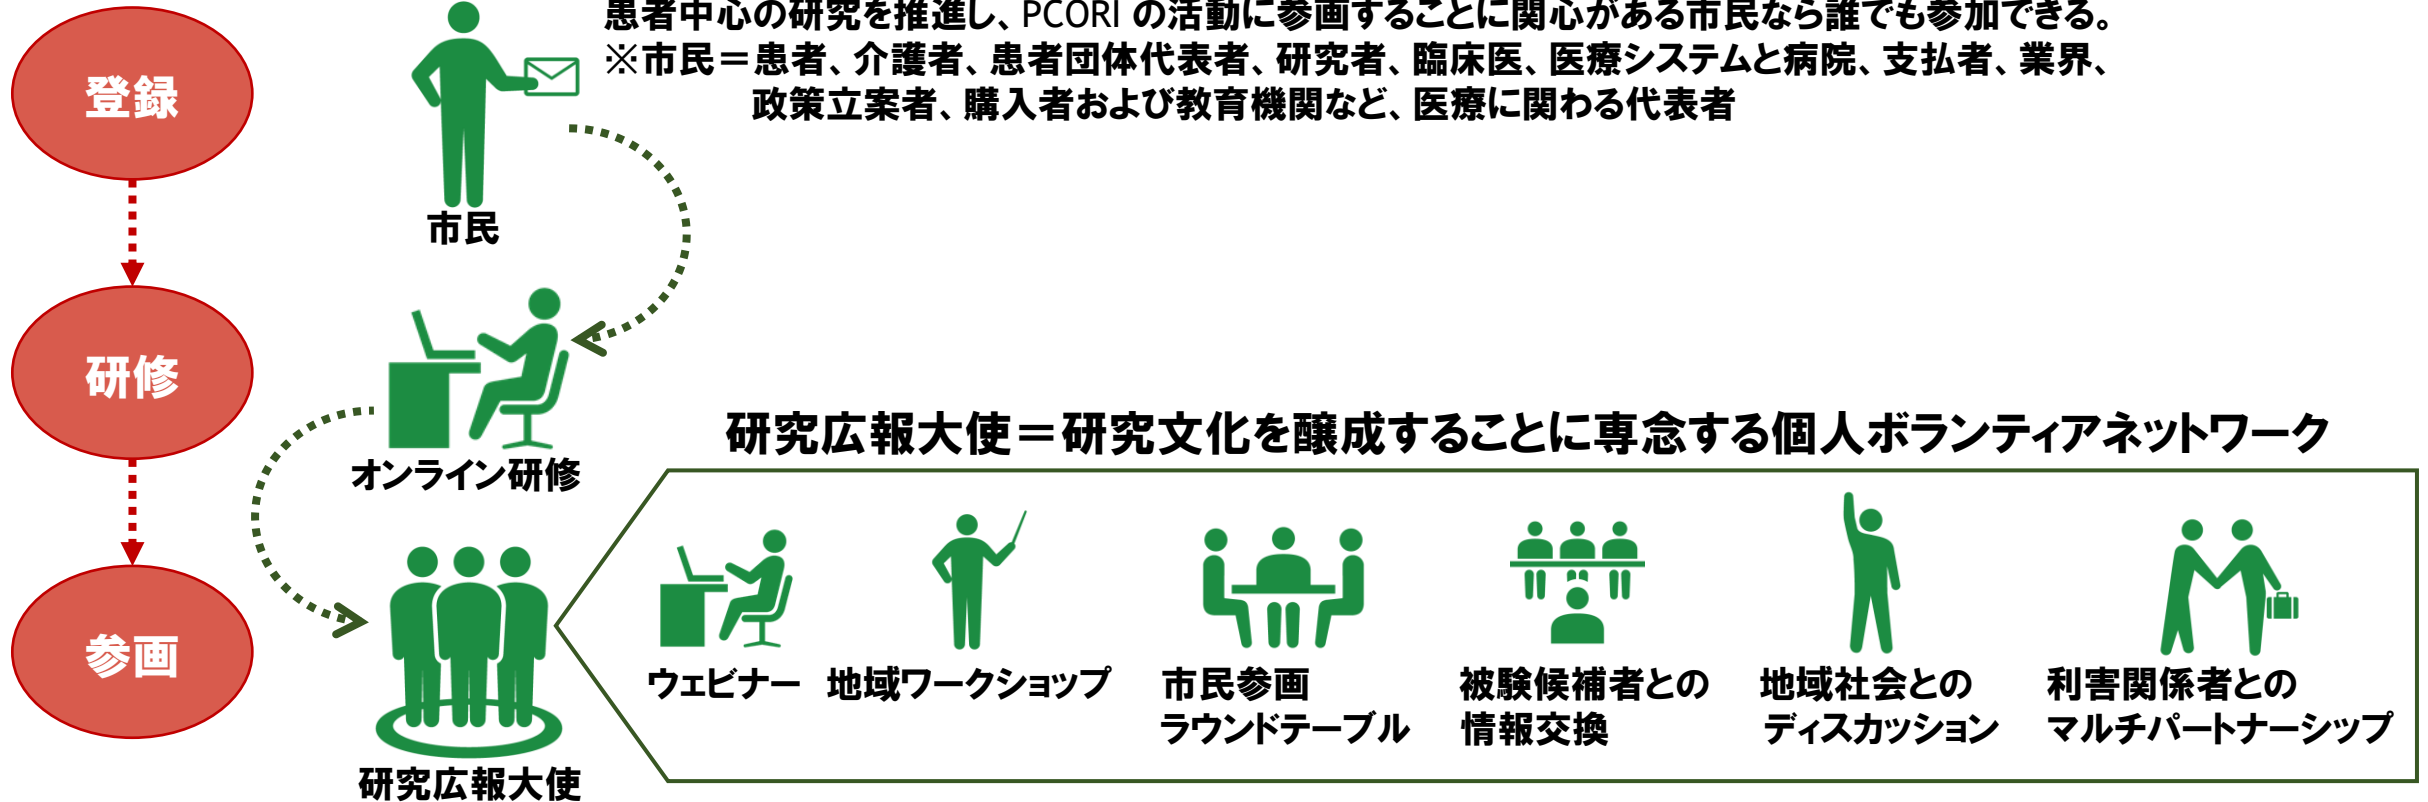 患者中心の研究を推進し、PCORI の活動に参画することに関心がある市民なら誰でも参加できる。
※市民＝患者、介護者、患者団体代表者、研究者、臨床医、医療システムと病院、支払者、業界、
政策立案者、購入者および教育機関など、医療に関わる代表者
登録
市民
研修
オンライン研修
研究広報大使＝研究文化を醸成することに専念する個人ボランティアネットワーク
参画
研究広報大使
ウェビナー
地域ワークショップ
市民参画
ラウンドテーブル
被験候補者との
情報交換
地域社会との
ディスカッション
利害関係者との
マルチパートナーシップ